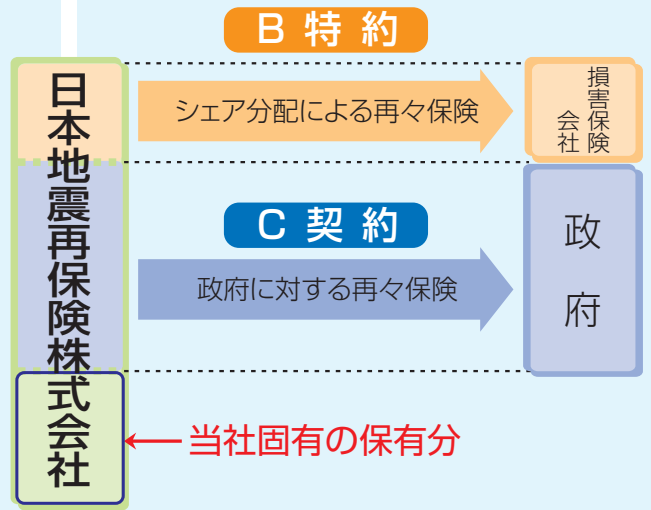 B 特 約
日本地震再保険株式会社
シェア分配による再々保険
損害保険
会社
C 契 約
政府に対する再々保険
政
府
当社固有の保有分